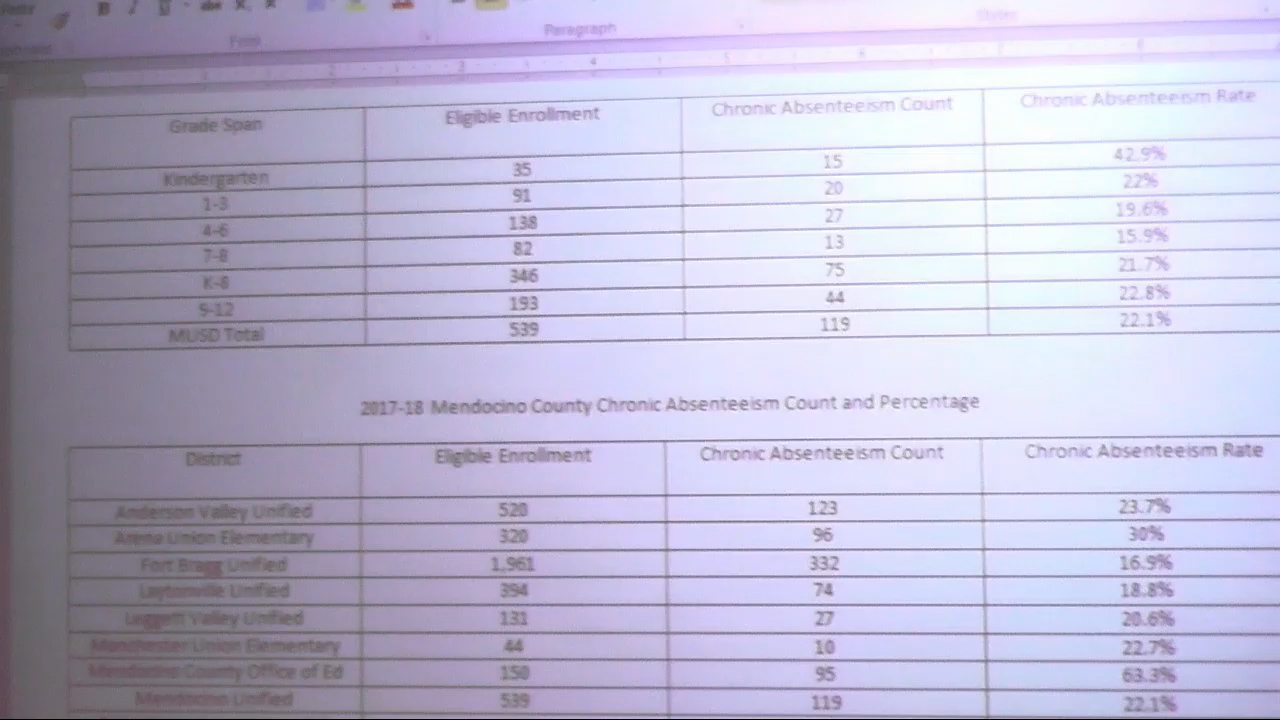 Font Paragraph Styles
Grade Span Eligible Enrollment Chronic Absenteeism Count Chronic Absenteeism Rate
Kindergarten 35 15 42.9%
1-3 91 20 22%
4-6 138 27 19.6%
7-8 82 13 15.9%
K-8 346 75 21.7%
9-12 193 44 22.8%
MUSD Total 539 119 22.1%
2017-18 Mendocino County Chronic Absenteeism Count and Percentage
District Eligible Enrollment Chronic Absenteeism Count Chronic Absenteeism Rate
Anderson Valley Unified 520 123 23.7%
Arena Union Elementary 320 96 30%
Fort Bragg Unified 1,961 332 16.9%
Laytonville Unified 394 74 18.8%
Leggett Valley Unified 131 27 20.6%
Manchester Union Elementary 44 10 22.7%
Mendocino County Office of Ed 150 95 63.3%
Mendocino Unified 539 119 22.1%